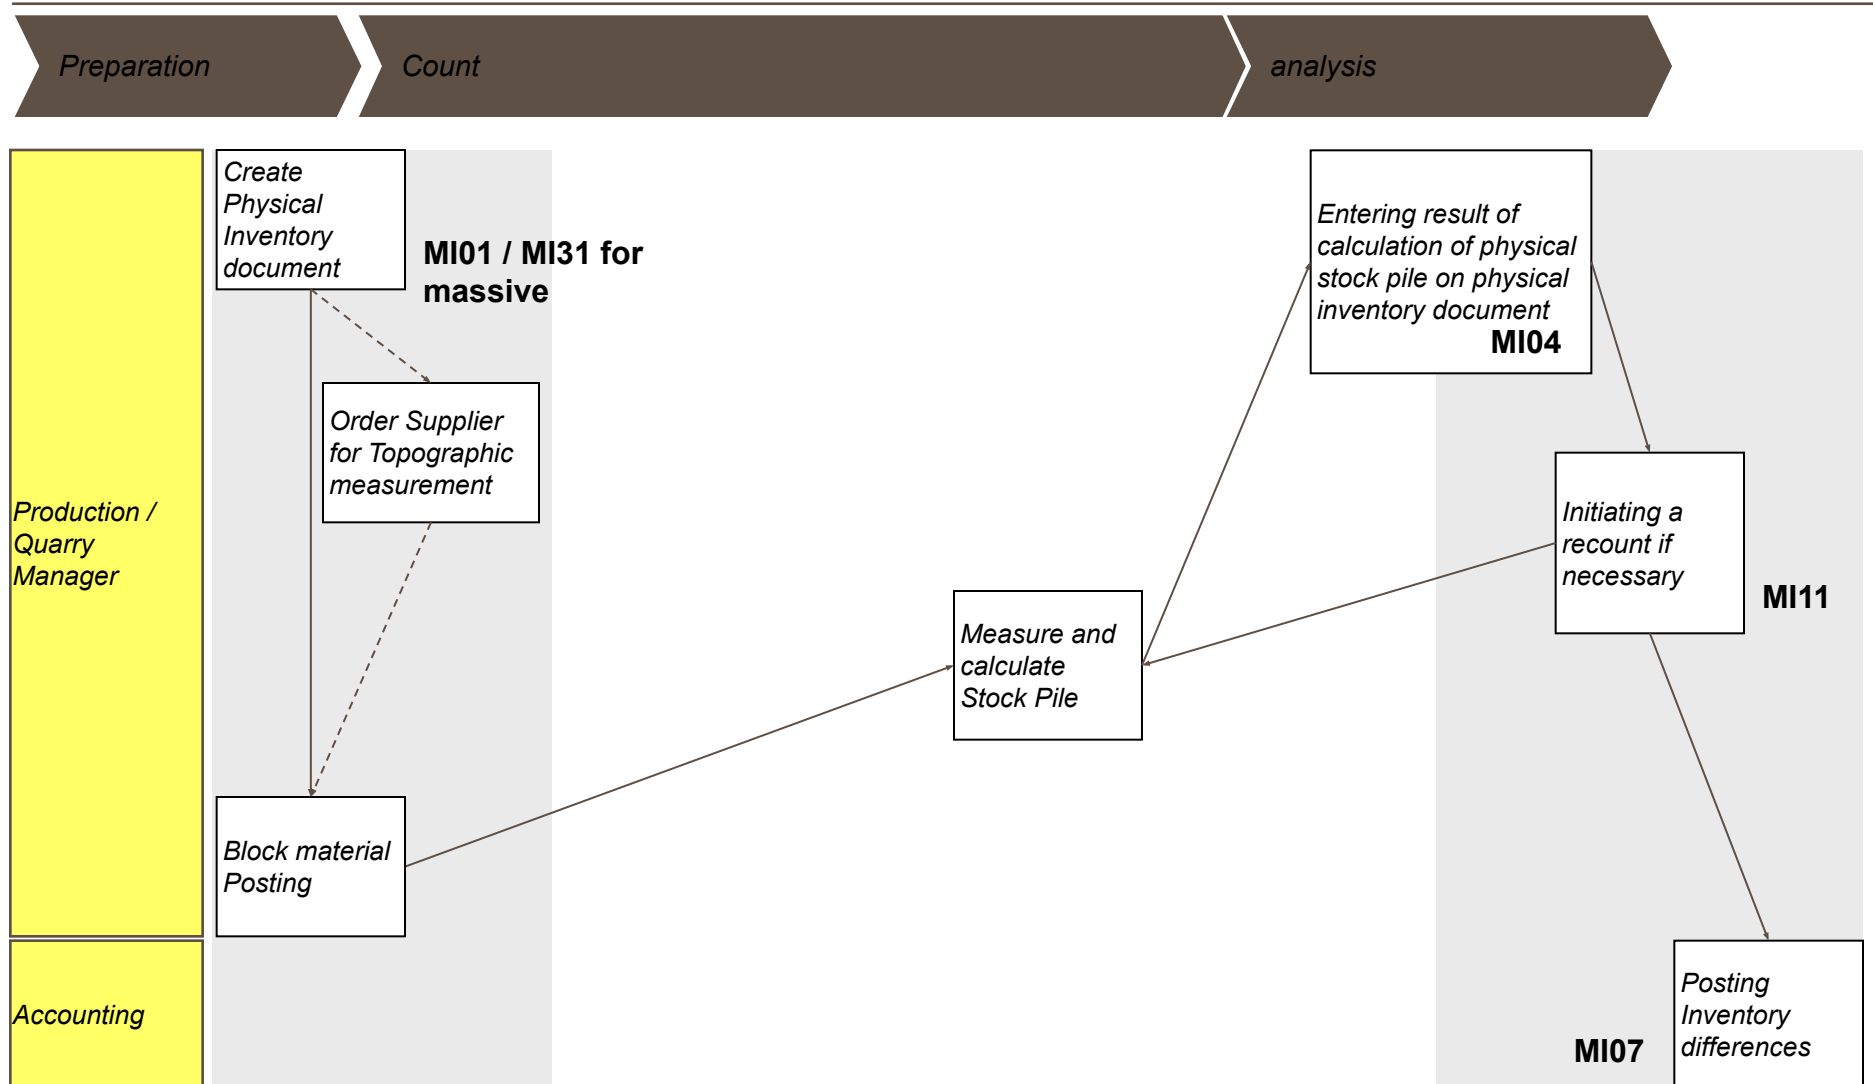 Preparation
Count
analysis
Create
Physical
Inventory
document
MI01 / MI31 for
massive
Order Supplier
for Topographic
measurement
Production /
Quarry
Manager
Block material
Posting
Measure and
calculate
Stock Pile
Entering result of
calculation of physical
stock pile on physical
inventory document
MI04
Initiating a
recount if
necessary
MI11
Accounting
Posting
Inventory
differences
MI07